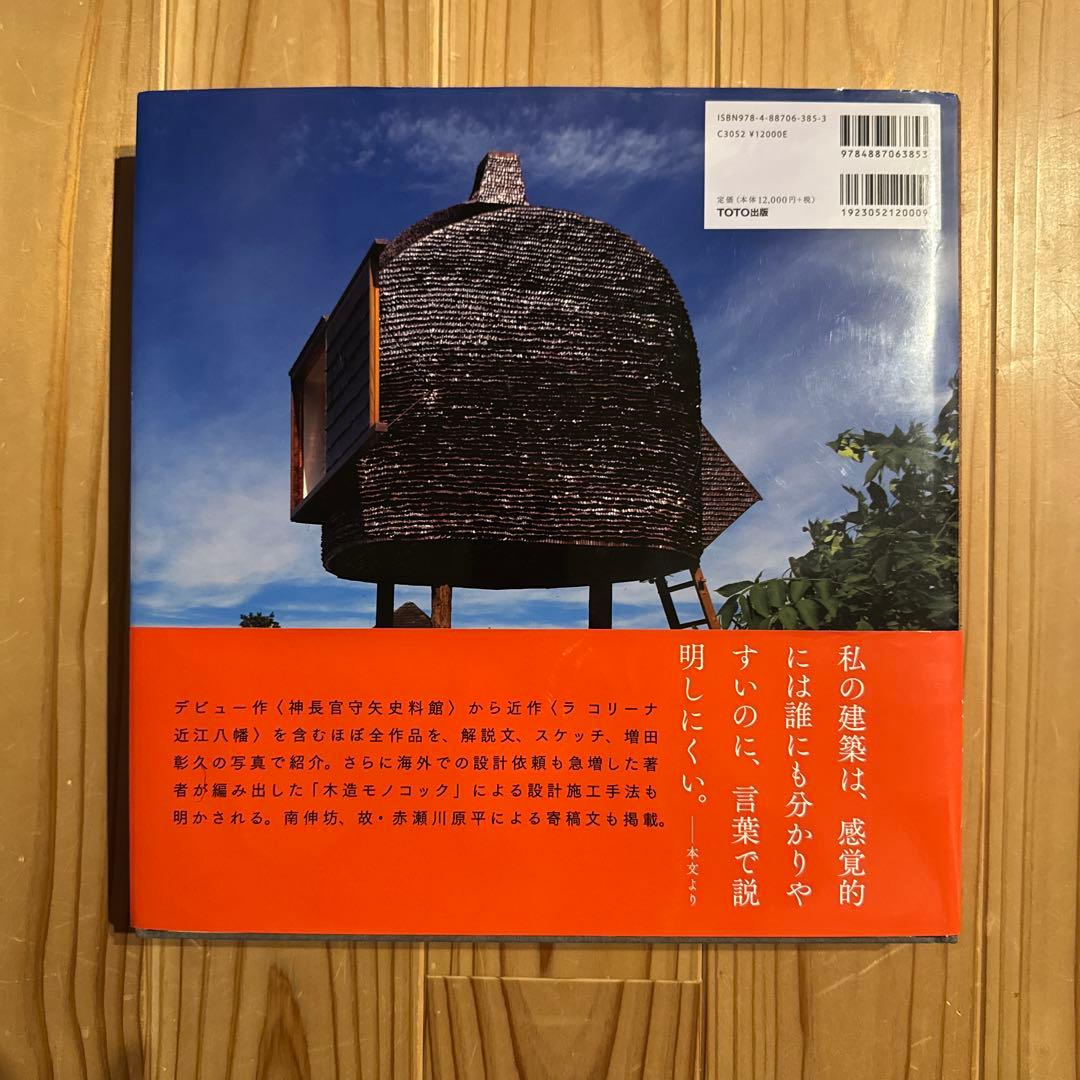 ISBN978-4-88706-385-3
C3052 ¥12000E
9784887063853
定価(本体12,000円+税)
TOTO出版
1923052120009
私の建築は、感覚的
には誰にも分かりや
すいのに、言葉で説
明しにくい。——本文より
デビュー作〈神長官守矢史料館〉から近作〈ラ コリーナ
近江八幡〉を含むほぼ全作品を、解説文、スケッチ、増田
彰久の写真で紹介。さらに海外での設計依頼も急増した著
者が編み出した「木造モノコック」による設計施工手法も
明かされる。南伸坊、故・赤瀬川原平による寄稿文も掲載。